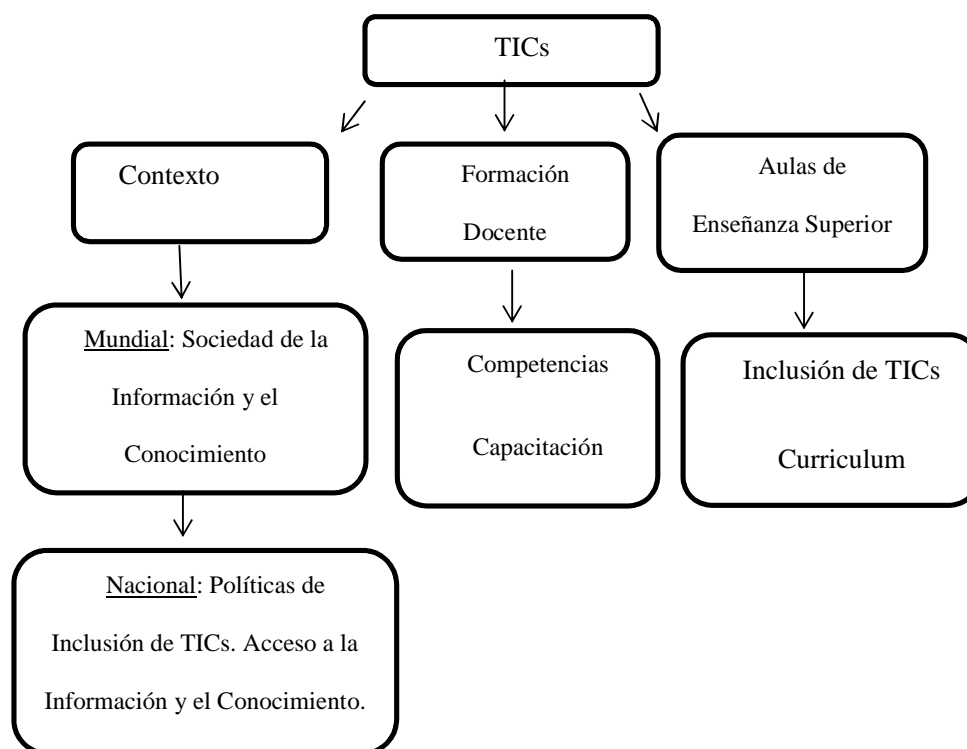 TICs
Contexto
Formación
Docente
Aulas de
Enseñanza Superior
Mundial: Sociedad de la
Información y el
Conocimiento
Competencias
Capacitación
Inclusión de TICs
Curriculum
Nacional: Políticas de
Inclusión de TICs. Acceso a la
Información y el Conocimiento.